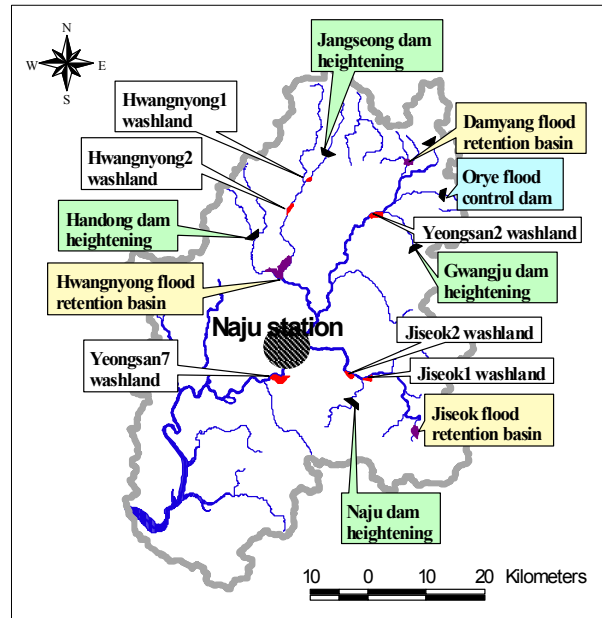 N
W
E
S
Jangseong dam
heightening
Hwangnyong1
washland
Damyang flood
retention basin
Hwangnyong2
washland
Orye flood
control dam
Handong dam
heightening
Yeongsan2 washland
Gwangju dam
heightening
Hwangnyong flood
retention basin
Naju station
Jiseok2 washland
Yeongsan7
washland
Jiseok1 washland
Jiseok flood
retention basin
Naju dam
heightening
10 0 10 20 Kilometers